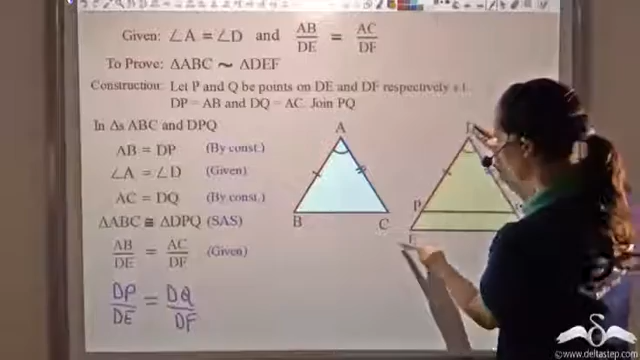 Given: ∠A = ∠D and AB/DE = AC/DF
To Prove: ΔABC ~ ΔDEF
Construction: Let P and Q be points on DE and DF respectively s.t.
DP = AB and DQ = AC. Join PQ
In Δs ABC and DPQ
AB = DP (By const.)
∠A = ∠D (Given)
AC = DQ (By const.)
ΔABC ≅ ΔDPQ (SAS)
AB/DE = AC/DF (Given)
DP/DE = DQ/DF
A
B
C
P
E
© www.deltastep.com